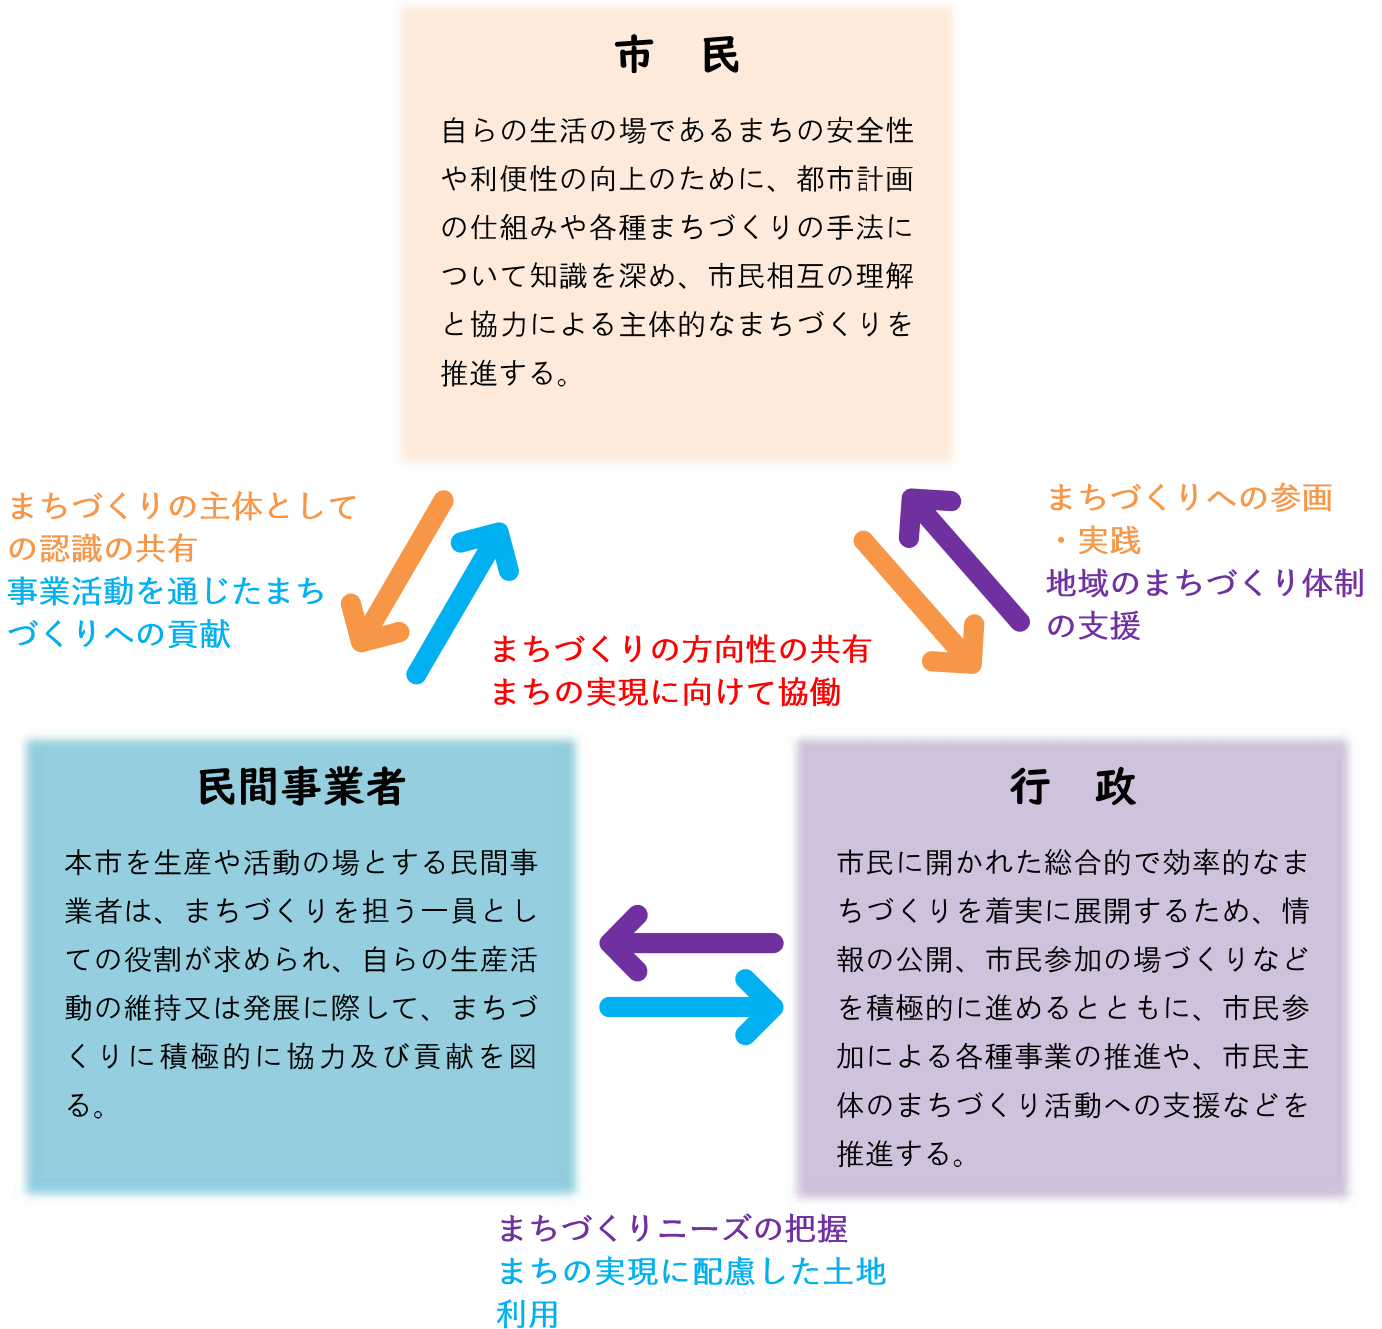 市　民
自らの生活の場であるまちの安全性
や利便性の向上のために、都市計画
の仕組みや各種まちづくりの手法に
ついて知識を深め、市民相互の理解
と協力による主体的なまちづくりを
推進する。
まちづくりの主体として
の認識の共有
事業活動を通じたまち
づくりへの貢献
まちづくりへの参画
・実践
地域のまちづくり体制
の支援
まちづくりの方向性の共有
まちの実現に向けて協働
民間事業者
本市を生産や活動の場とする民間事
業者は、まちづくりを担う一員とし
ての役割が求められ、自らの生産活
動の維持又は発展に際して、まちづ
くりに積極的に協力及び貢献を図
る。
行　政
市民に開かれた総合的で効率的なま
ちづくりを着実に展開するため、情
報の公開、市民参加の場づくりなど
を積極的に進めるとともに、市民参
加による各種事業の推進や、市民主
体のまちづくり活動への支援などを
推進する。
まちづくりニーズの把握
まちの実現に配慮した土地
利用